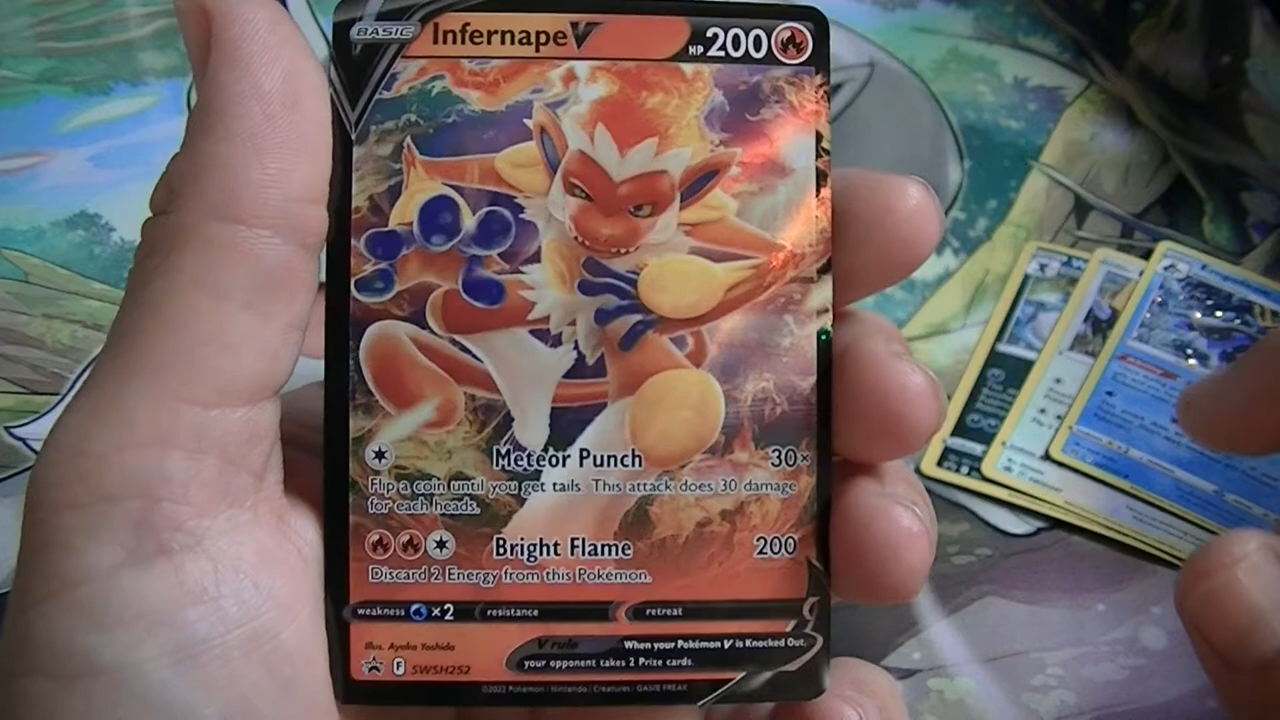 BASIC Infernape V HP 200
Meteor Punch 30×
Flip a coin until you get tails. This attack does 30 damage
for each heads.
Bright Flame 200
Discard 2 Energy from this Pokémon.
weakness ×2 resistance retreat
Illus. Ayaka Yoshida
V rule When your Pokémon V is Knocked Out,
your opponent takes 2 Prize cards.
F SWSH252
©2022 Pokémon / Nintendo / Creatures / GAME FREAK